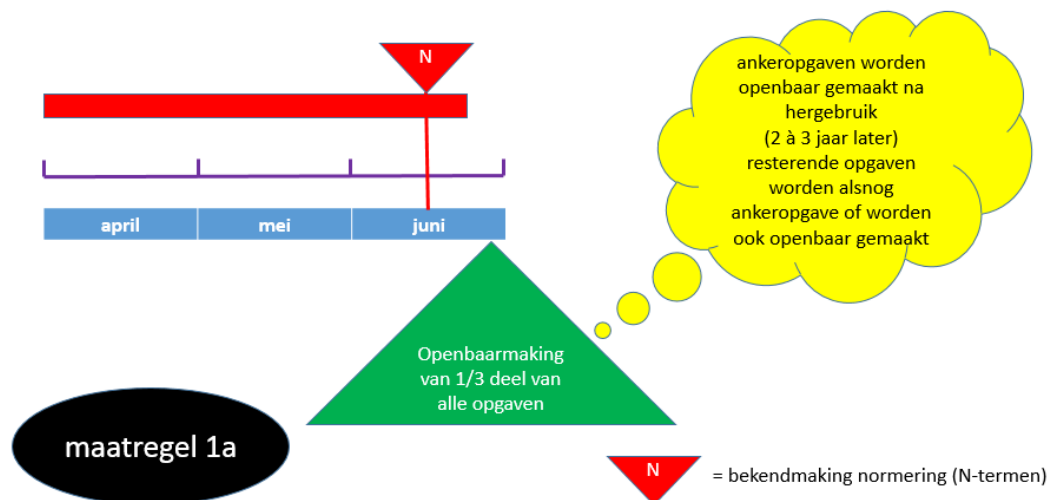 N
ankeropgaven worden
openbaar gemaakt na
hergebruik
(2 à 3 jaar later)
resterende opgaven
worden alsnog
ankeropgave of worden
ook openbaar gemaakt
april mei juni
Openbaarmaking
van 1/3 deel van
alle opgaven
maatregel 1a
N = bekendmaking normering (N-termen)